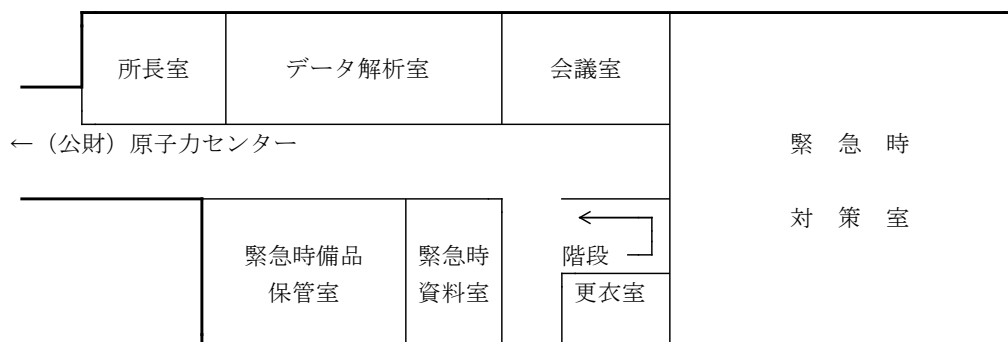 所長室
データ解析室
会議室
←（公財）原子力センター
緊急時
対策室
緊急時備品
保管室
緊急時
資料室
階段
更衣室